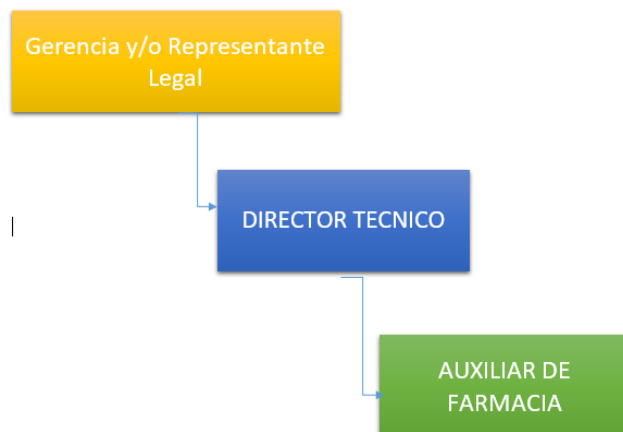 Gerencia y/o Representante
Legal
DIRECTOR TECNICO
AUXILIAR DE
FARMACIA